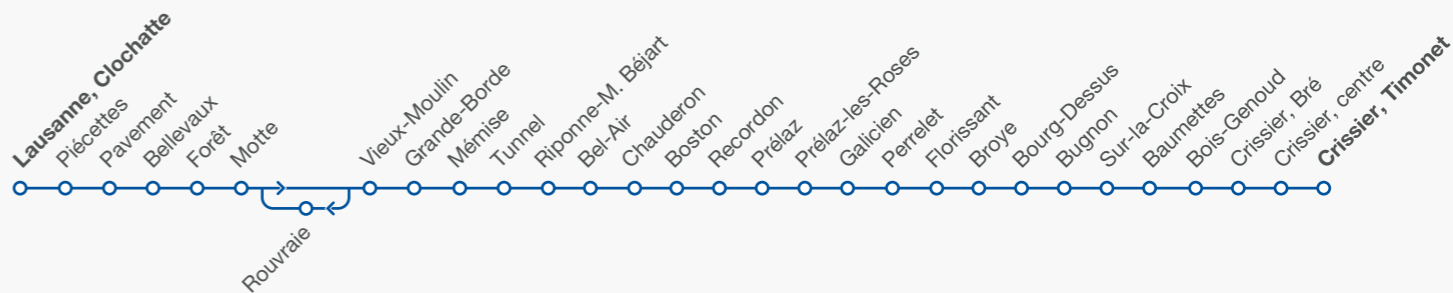 Lausanne, Clochatte
Piécettes
Pavement
Bellevaux
Forêt
Motte
Rouvraie
Vieux-Moulin
Grande-Borde
Mémise
Tunnel
Riponne-M. Béjart
Bel-Air
Chauderon
Boston
Recordon
Prélaz
Prélaz-les-Roses
Galicien
Perrelet
Florissant
Broye
Bourg-Dessus
Bugnon
Sur-la-Croix
Baumettes
Bois-Genoud
Crissier, Bré
Crissier, centre
Crissier, Timonet